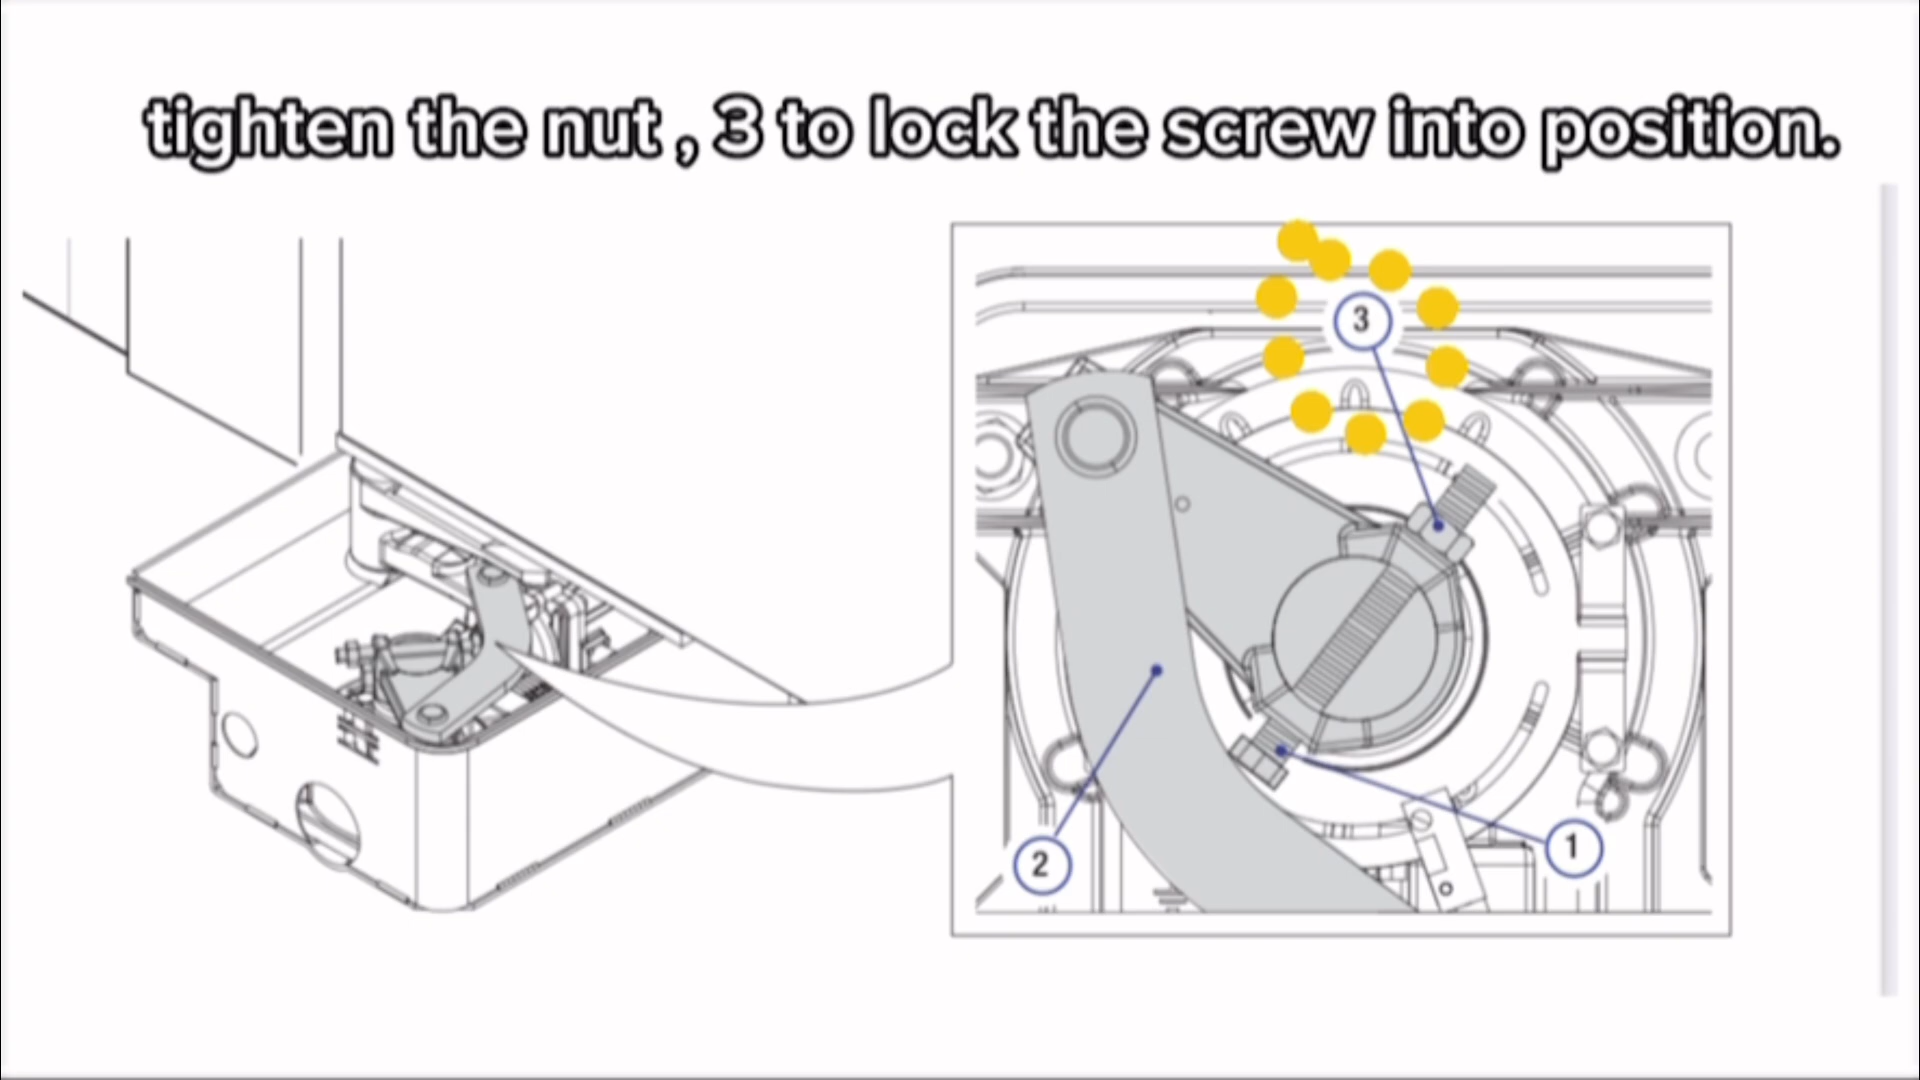 tighten the nut , 3 to lock the screw into position.
3
2
1